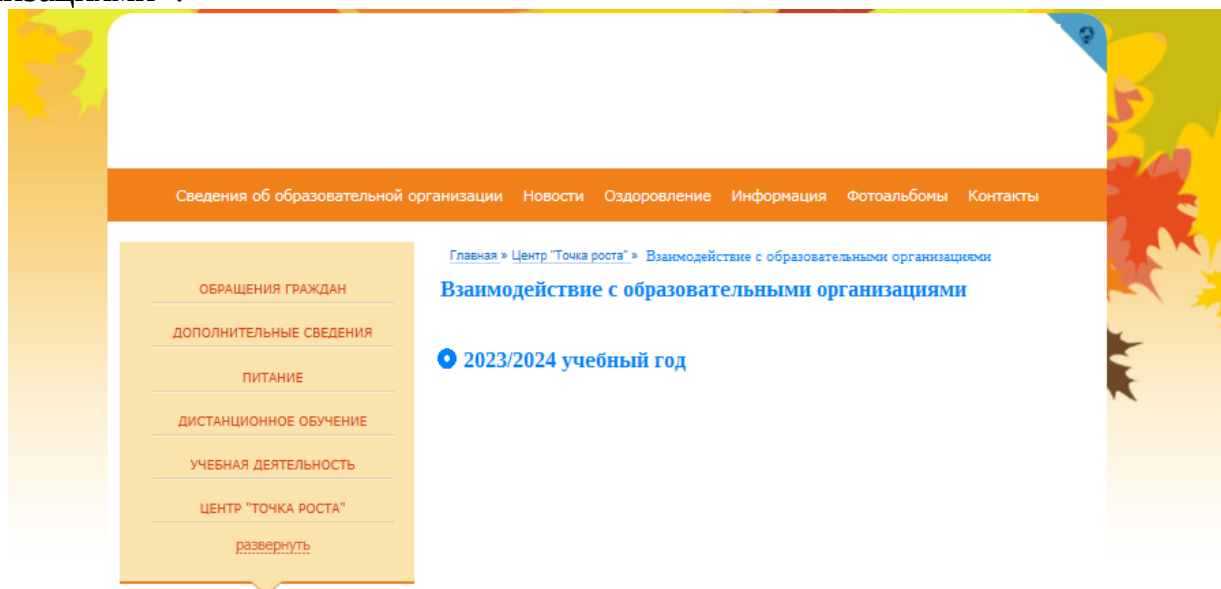 Сведения об образовательной организации Новости Оздоровление Информация Фотоальбомы Контакты
Главная » Центр "Точка роста" » Взаимодействие с образовательными организациями
Взаимодействие с образовательными организациями
2023/2024 учебный год
ОБРАЩЕНИЯ ГРАЖДАН
ДОПОЛНИТЕЛЬНЫЕ СВЕДЕНИЯ
ПИТАНИЕ
ДИСТАНЦИОННОЕ ОБУЧЕНИЕ
УЧЕБНАЯ ДЕЯТЕЛЬНОСТЬ
ЦЕНТР "ТОЧКА РОСТА"
развернуть